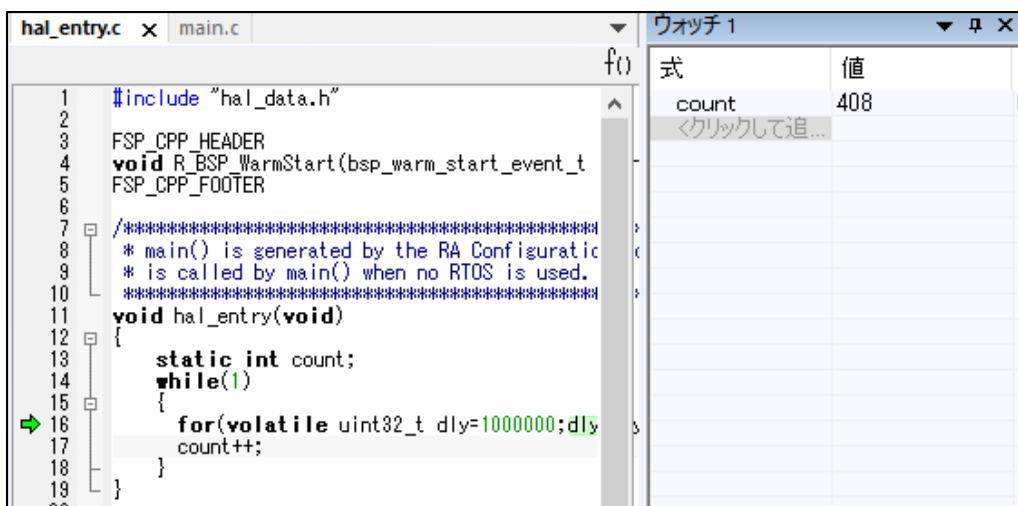 hal_entry.c x main.c
f()
1 #include "hal_data.h"
2
3 FSP_CPP_HEADER
4 void R_BSP_WarmStart(bsp_warm_start_event_t
5 FSP_CPP_FOOTER
6
7 /******************************************************
8 * main() is generated by the RA Configuratio
9 * is called by main() when no RTOS is used.
10 ******************************************************
11 void hal_entry(void)
12 {
13 static int count;
14 while(1)
15 {
16 for(volatile uint32_t dly=1000000;dly
17 count++;
18 }
19 }
ウォッチ 1
式 値
count 408
<クリックして追...